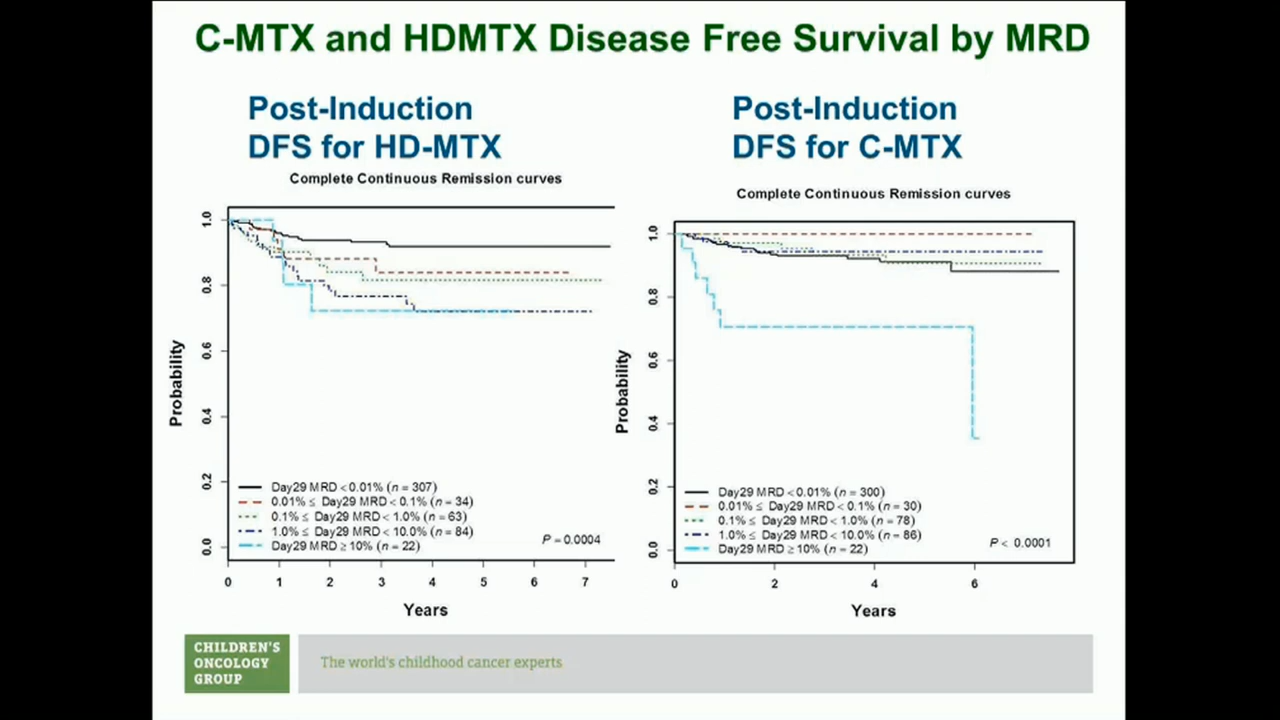 C-MTX and HDMTX Disease Free Survival by MRD
Post-Induction
DFS for HD-MTX
Complete Continuous Remission curves
Probability
1.0
0.8
0.6
0.4
0.2
0.0
Day29 MRD < 0.01% (n = 307)
0.01% ≤ Day29 MRD < 0.1% (n = 34)
0.1% ≤ Day29 MRD < 1.0% (n = 63)
1.0% ≤ Day29 MRD < 10.0% (n = 84)
Day29 MRD ≥ 10% (n = 22)
P = 0.0004
0 1 2 3 4 5 6 7
Years
Post-Induction
DFS for C-MTX
Complete Continuous Remission curves
Probability
1.0
0.8
0.6
0.4
0.2
0.0
Day29 MRD < 0.01% (n = 300)
0.01% ≤ Day29 MRD < 0.1% (n = 30)
0.1% ≤ Day29 MRD < 1.0% (n = 78)
1.0% ≤ Day29 MRD < 10.0% (n = 86)
Day29 MRD ≥ 10% (n = 22)
P < 0.0001
0 2 4 6
Years
CHILDREN'S
ONCOLOGY
GROUP
The world's childhood cancer experts